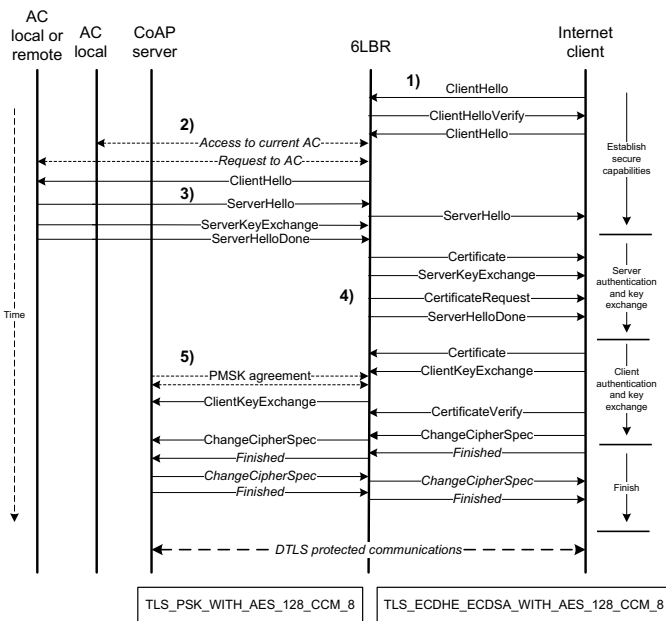 AC
local or
remote
AC
local
CoAP
server
6LBR
Internet
client
1)
ClientHello
ClientHelloVerify
2)
ClientHello
Access to current AC
Establish
secure
capabilities
Request to AC
ClientHello
3)
ServerHello
ServerHello
ServerKeyExchange
ServerHelloDone
Certificate
ServerKeyExchange
Server
authentication
and key
exchange
4)
CertificateRequest
Time
ServerHelloDone
Certificate
5)
PMSK agreement
ClientKeyExchange
Client
authentication
and key
exchange
ClientKeyExchange
CertificateVerify
ChangeCipherSpec
ChangeCipherSpec
Finished
Finished
ChangeCipherSpec
ChangeCipherSpec
Finished
Finished
Finish
DTLS protected communications
TLS_PSK_WITH_AES_128_CCM_8
TLS_ECDHE_ECDSA_WITH_AES_128_CCM_8